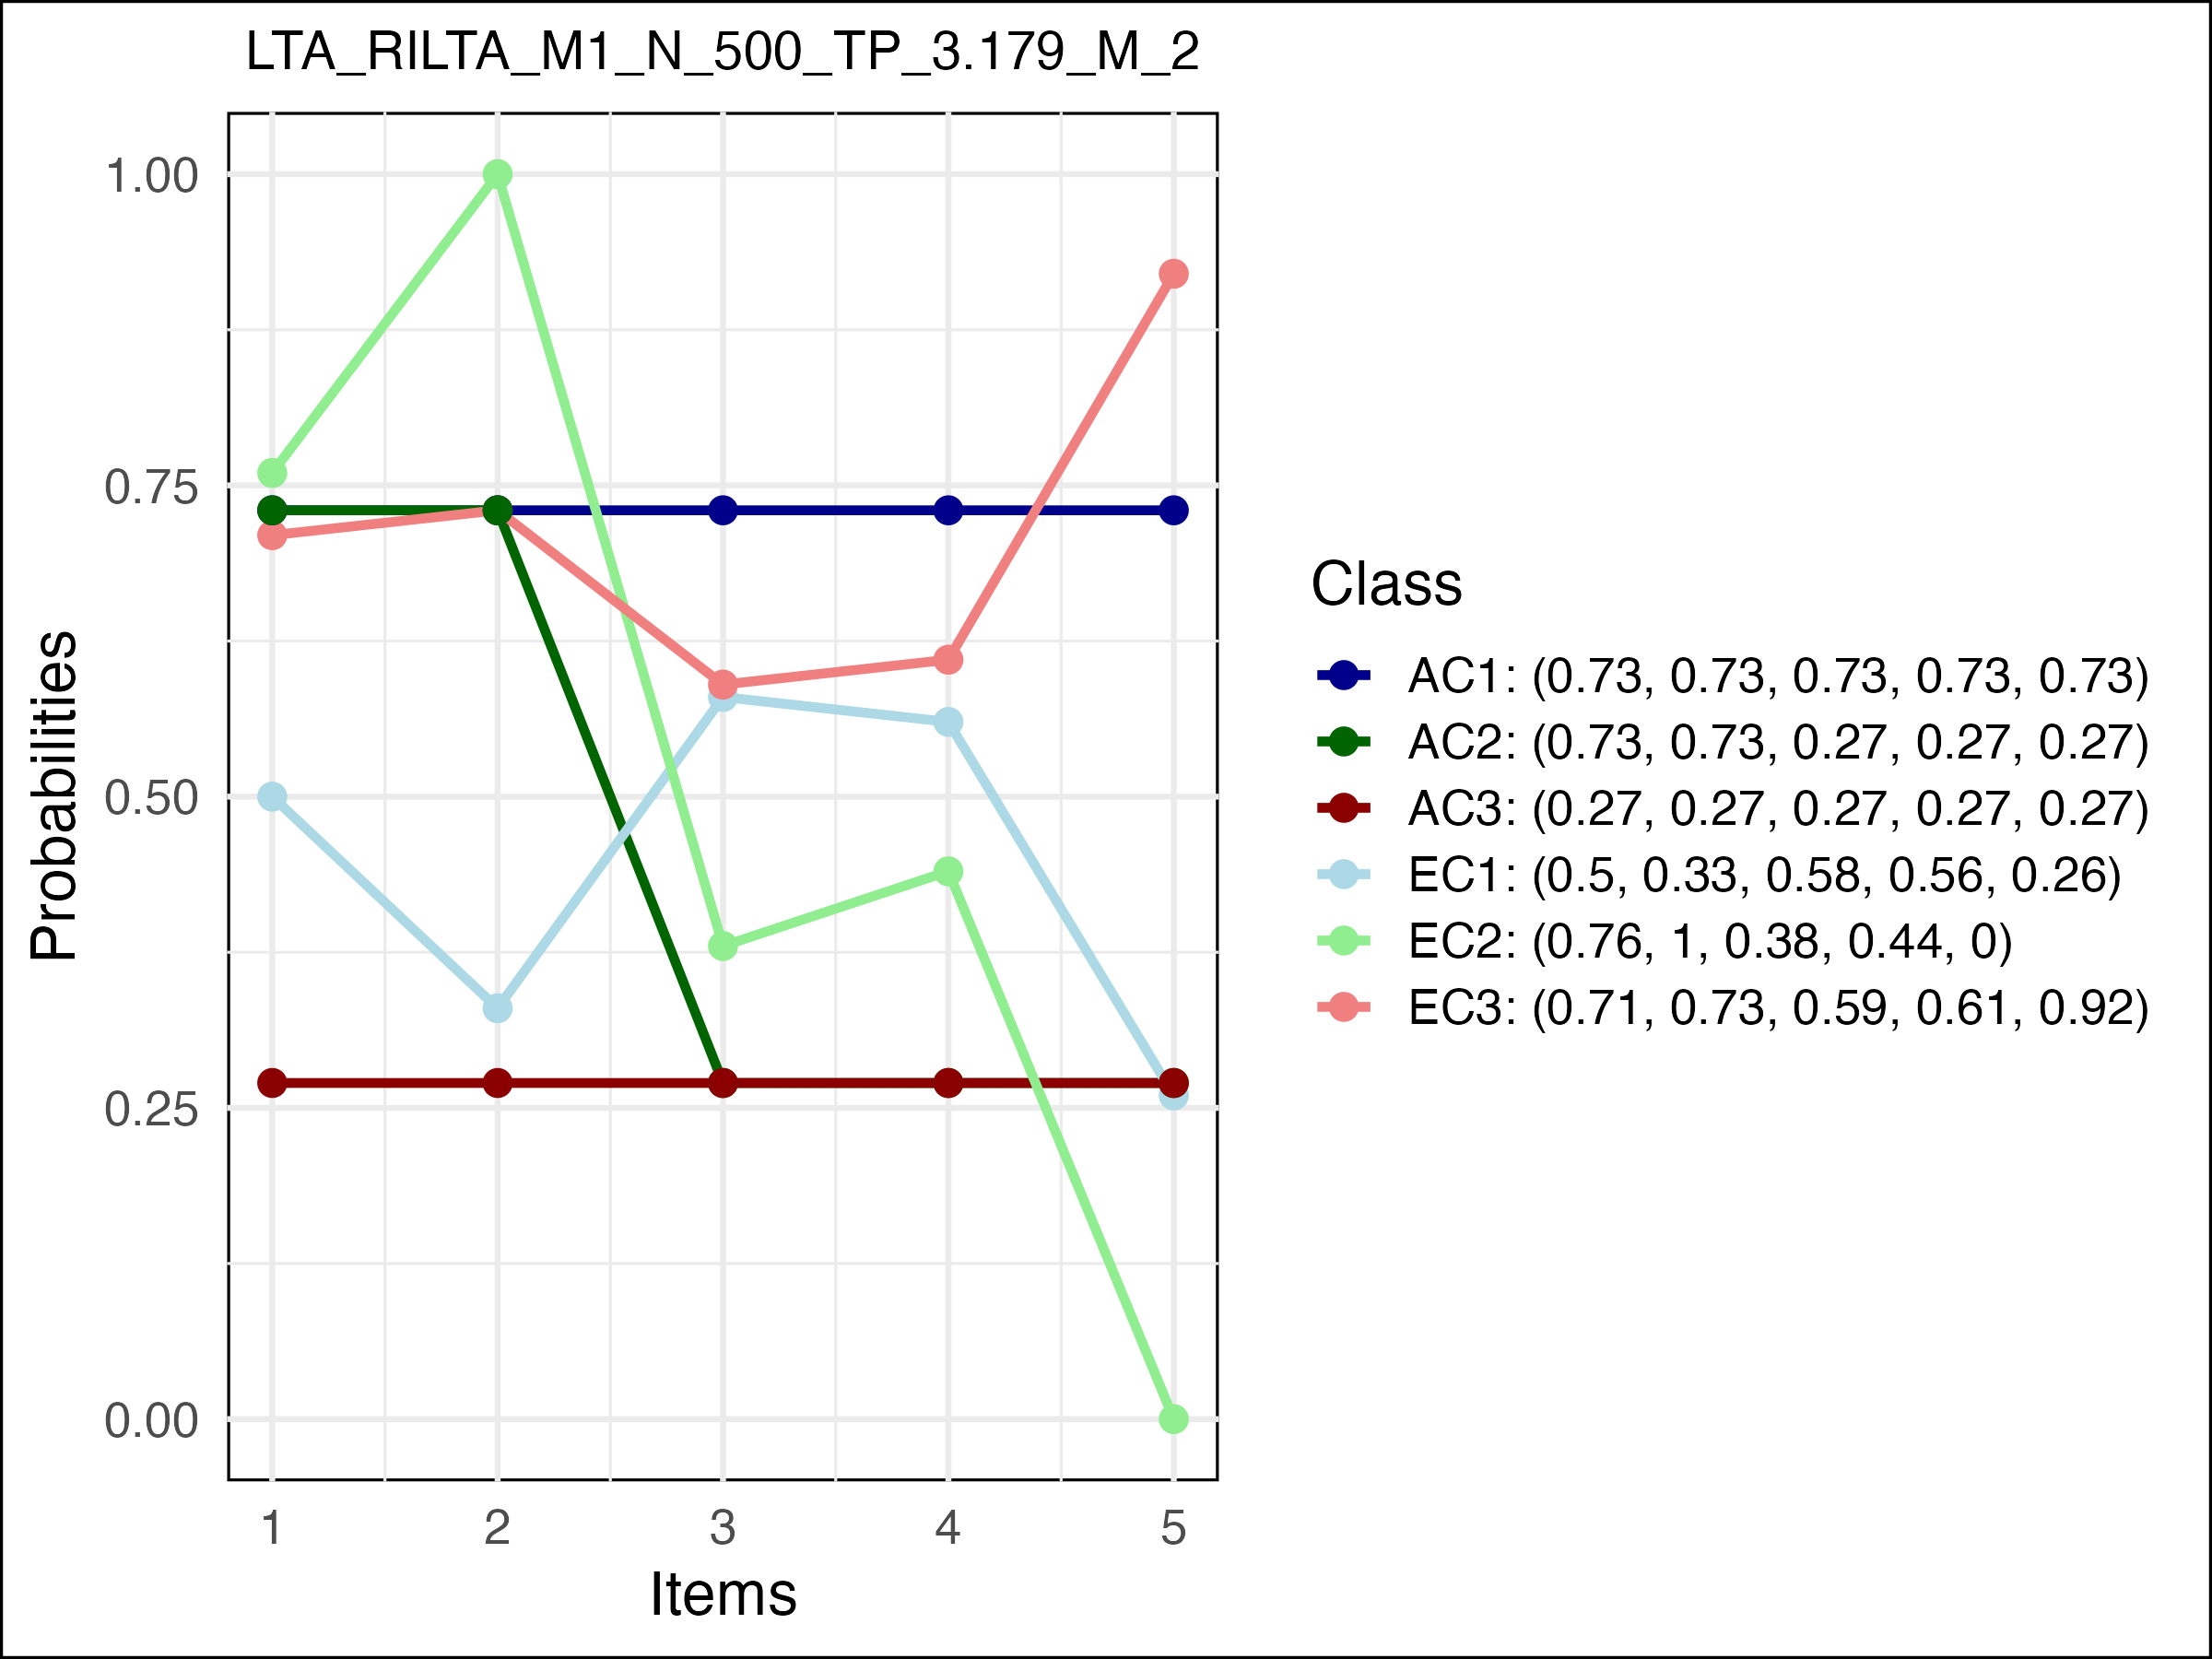 LTA_RILTA_M1_N_500_TP_3.179_M_2
1.00
0.75
0.50
0.25
0.00
Probabilities
1 2 3 4 5
Items
Class
AC1: (0.73, 0.73, 0.73, 0.73, 0.73)
AC2: (0.73, 0.73, 0.27, 0.27, 0.27)
AC3: (0.27, 0.27, 0.27, 0.27, 0.27)
EC1: (0.5, 0.33, 0.58, 0.56, 0.26)
EC2: (0.76, 1, 0.38, 0.44, 0)
EC3: (0.71, 0.73, 0.59, 0.61, 0.92)